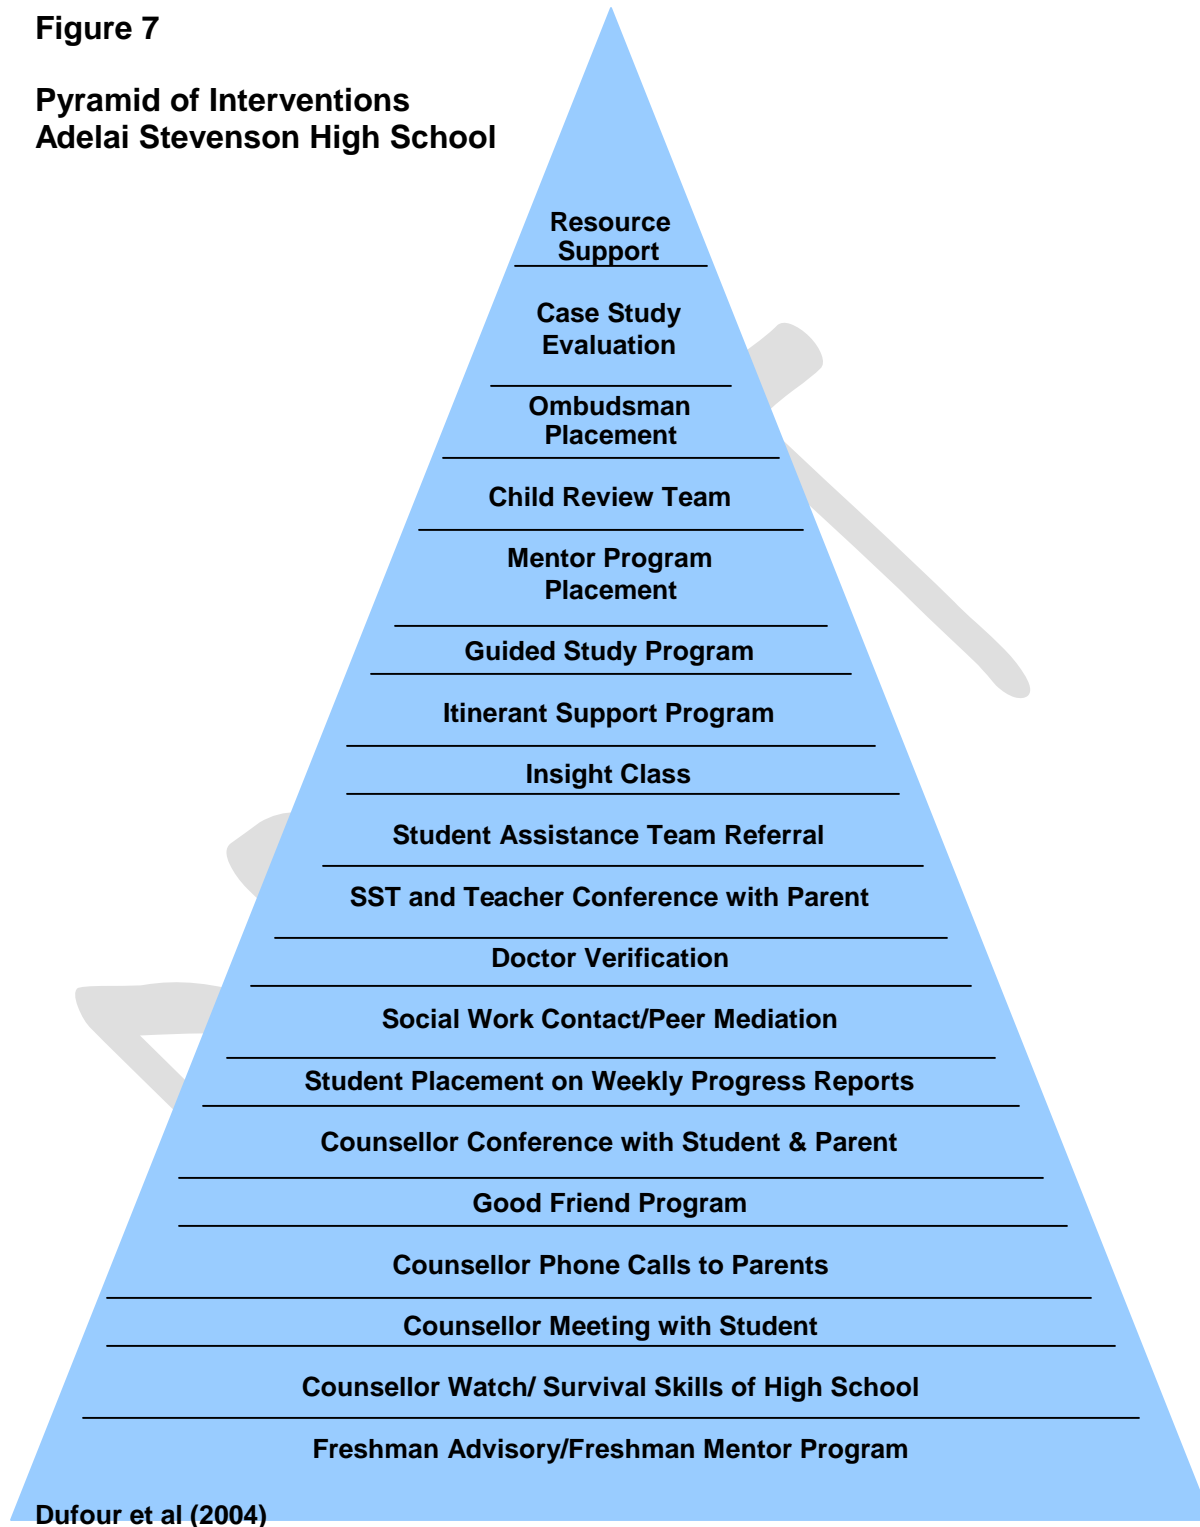 Figure 7
Pyramid of Interventions
Adelai Stevenson High School
Resource
Support
Case Study
Evaluation
Ombudsman
Placement
Child Review Team
Mentor Program
Placement
Guided Study Program
Itinerant Support Program
Insight Class
Student Assistance Team Referral
SST and Teacher Conference with Parent
Doctor Verification
Social Work Contact/Peer Mediation
Student Placement on Weekly Progress Reports
Counsellor Conference with Student & Parent
Good Friend Program
Counsellor Phone Calls to Parents
Counsellor Meeting with Student
Counsellor Watch/ Survival Skills of High School
Freshman Advisory/Freshman Mentor Program
Dufour et al (2004)